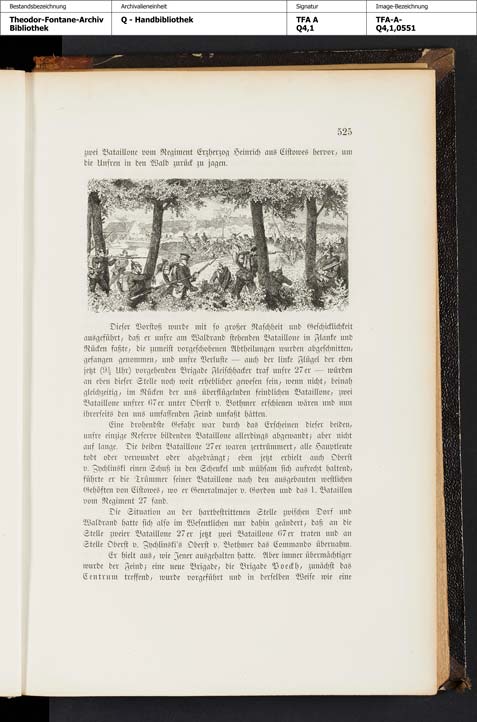 Bestandsbezeichnung Archivalieneinheit Signatur Image-Bezeichnung
Theodor-Fontane-Archiv Q - Handbibliothek TFA A TFA-A-
Bibliothek Q4,1 Q4,1,0551
525
zwei Bataillone vom Regiment Erzherzog Heinrich aus Cistowes hervor, um
die Unsren in den Wald zurück zu jagen.
Dieser Vorstoß wurde mit so großer Raschheit und Geschicklichkeit
ausgeführt, daß er unsre am Waldrand stehenden Bataillone in Flanke und
Rücken faßte, die zumeist vorgeschobenen Abtheilungen wurden abgeschnitten,
gefangen genommen, und unsre Verluste — auch der linke Flügel der eben
jetzt (9½ Uhr) vorgehenden Brigade Fleischhacker traf unsre 27er — würden
an eben dieser Stelle noch weit erheblicher gewesen sein, wenn nicht, beinah
gleichzeitig, im Rücken der uns überflügelnden feindlichen Bataillone, zwei
Bataillone unsrer 67er unter Oberst v. Bothmer erschienen wären und nun
ihrerseits den uns umfassenden Feind umfaßt hätten.
Eine drohendste Gefahr war durch das Erscheinen dieser beiden,
unsre einzige Reserve bildenden Bataillone allerdings abgewandt; aber nicht
auf lange. Die beiden Bataillone 27er waren zertrümmert, alle Hauptleute
todt oder verwundet oder abgedrängt; eben jetzt erhielt auch Oberst
v. Zychlinski einen Schuß in den Schenkel und mühsam sich aufrecht haltend,
führte er die Trümmer seiner Bataillone nach den ausgebauten westlichen
Gehöften von Cistowes, wo er Generalmajor v. Gordon und das 1. Bataillon
vom Regiment 27 fand.
Die Situation an der hartbestrittenen Stelle zwischen Dorf und
Waldrand hatte sich also im Wesentlichen nur dahin geändert, daß an die
Stelle zweier Bataillone 27er jetzt zwei Bataillone 67er traten und an
Stelle Oberst v. Zychlinski's Oberst v. Bothmer das Commando übernahm.
Er hielt aus, wie Jener ausgehalten hatte. Aber immer übermächtiger
wurde der Feind; eine neue Brigade, die Brigade Poeckh, zunächst das
Centrum treffend, wurde vorgeführt und in derselben Weise wie eine